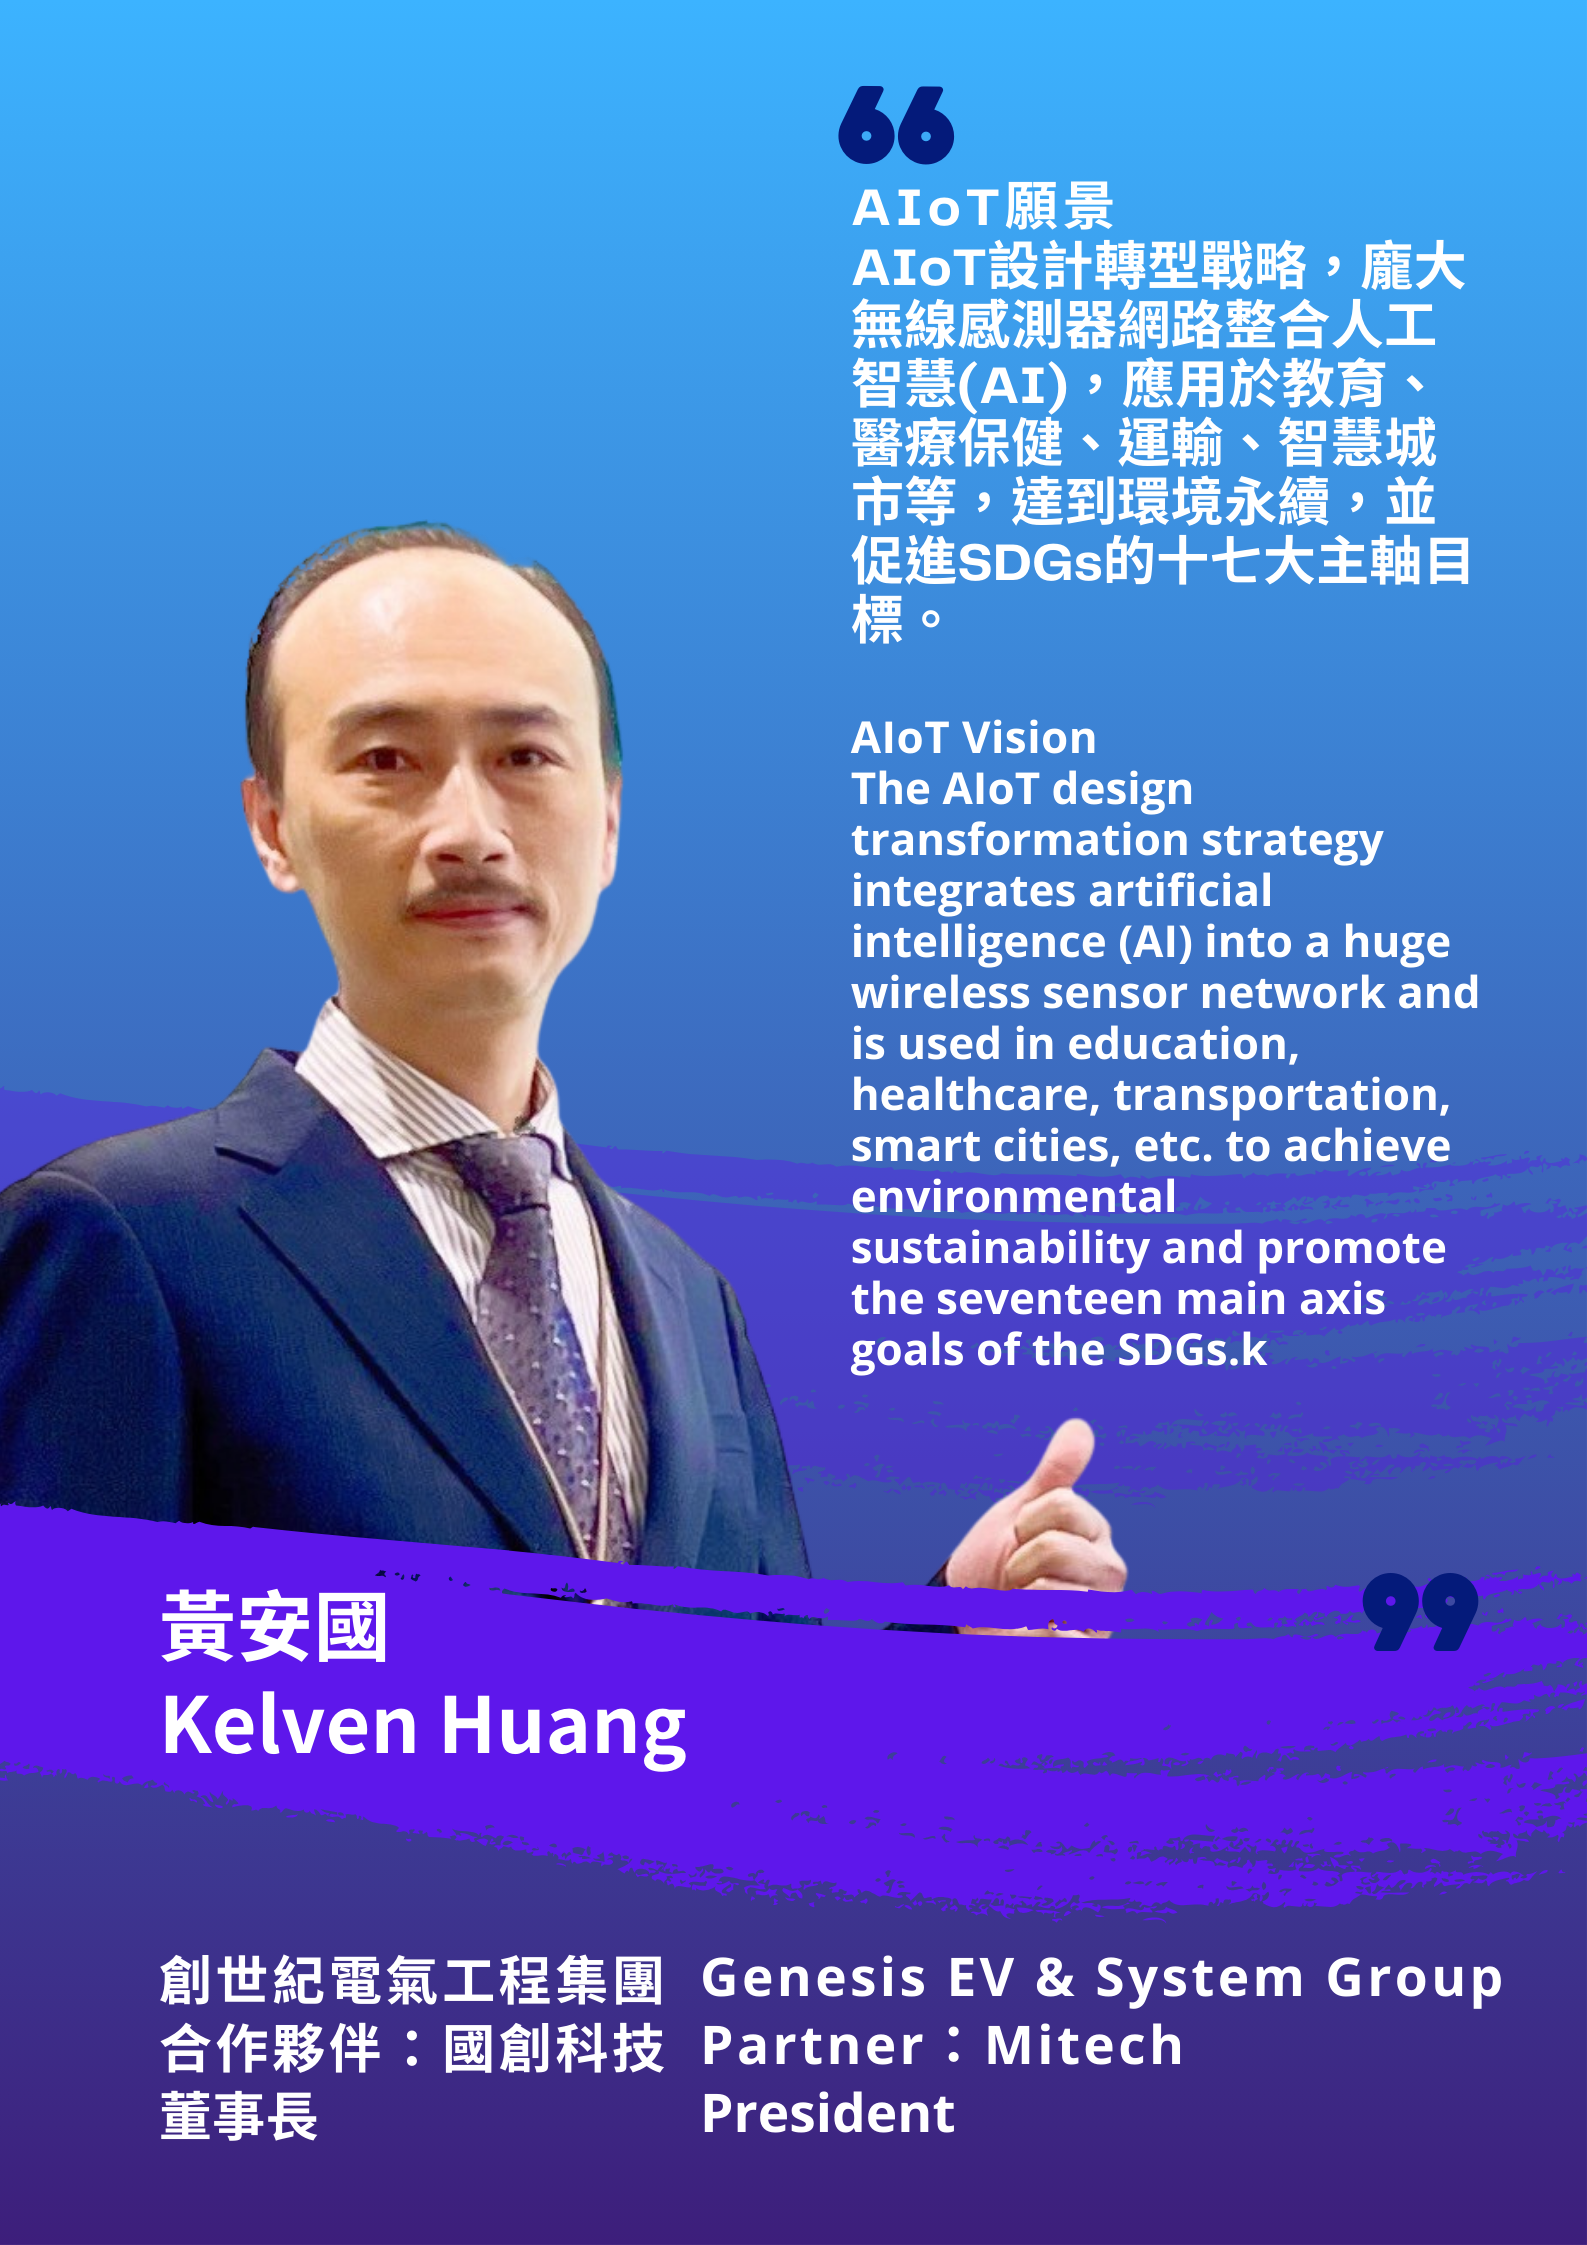 AIoT願景
AIoT設計轉型戰略，龐大
無線感測器網路整合人工
智慧(AI)，應用於教育、
醫療保健、運輸、智慧城
市等，達到環境永續，並
促進SDGs的十七大主軸目
標。
AIoT Vision
The AIoT design
transformation strategy
integrates artificial
intelligence (AI) into a huge
wireless sensor network and
is used in education,
healthcare, transportation,
smart cities, etc. to achieve
environmental
sustainability and promote
the seventeen main axis
goals of the SDGs.k
黃安國
Kelven Huang
創世紀電氣工程集團
合作夥伴：國創科技
董事長
Genesis EV & System Group
Partner：Mitech
President